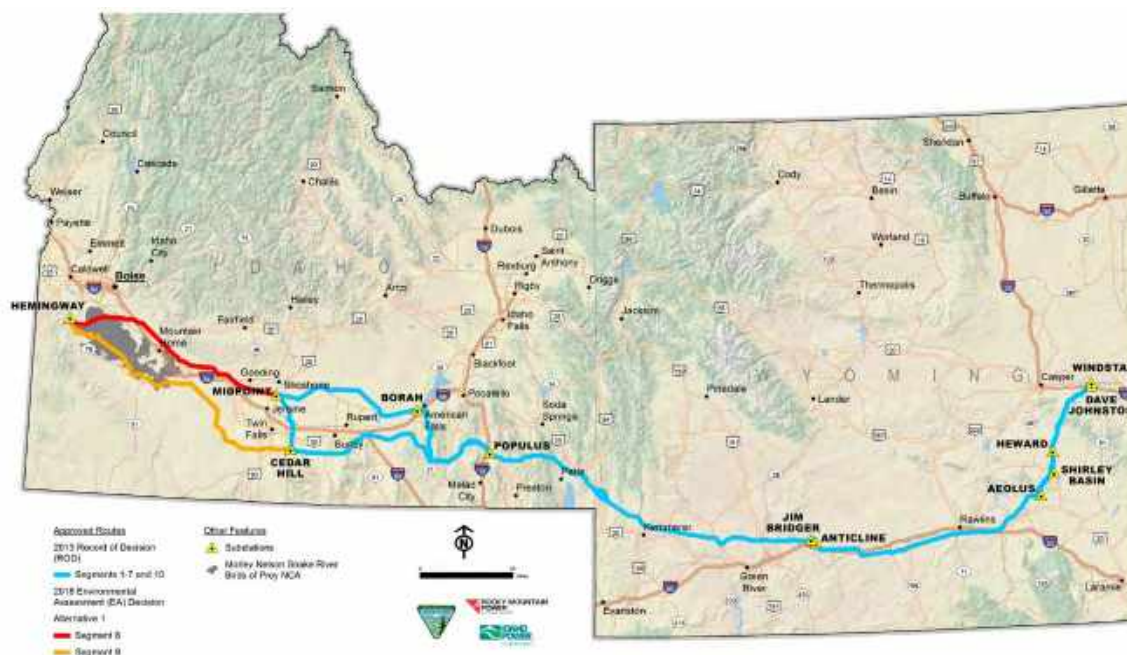 Salmon
Council
Cascade
Challis
Weiser
Payette
Emmett
Idaho
City
Caldwell
Boise
IDAHO
HEMINGWAY
Mountain
Home
Fairfield
Hailey
Arco
Dubois
Saint
Anthony
Rexburg
Rigby
Driggs
Idaho
Falls
Blackfoot
Pocatello
Soda
Springs
Gooding
Shoshone
MIDPOINT
Jerome
Twin
Falls
Rupert
Burley
BORAH
American
Falls
CEDAR
HILL
POPULUS
Malad
City
Preston
Paris
Sheridan
Buffalo
Gillette
Cody
Basin
Worland
Thermopolis
Jackson
WYOMING
Pinedale
Lander
Casper
WINDSTA
DAVE
JOHNSTO
HEWARD
SHIRLEY
BASIN
AEOLUS
JIM
BRIDGER
ANTICLINE
Rawlins
Kemmerer
Green
River
Evanston
Laramie
Approved Routes
2013 Record of Decision
(ROD)
Segments 1-7 and 10
2018 Environmental
Assessment (EA) Decision
Alternative 1
Segment 8
Segment 9
Other Features
Substations
Morley Nelson Snake River
Birds of Prey NCA
N
ROCKY MOUNTAIN
POWER
IDAHO
POWER